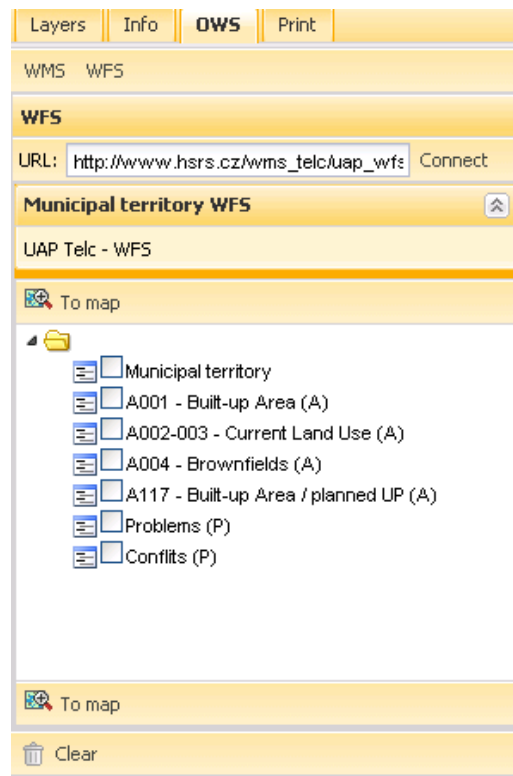 Layers Info OWS Print
WMS WFS
WFS
URL: http://www.hsrs.cz/wms_telc/uap_wfs Connect
Municipal territory WFS
UAP Telc - WFS
To map
Municipal territory
A001 - Built-up Area (A)
A002-003 - Current Land Use (A)
A004 - Brownfields (A)
A117 - Built-up Area / planned UP (A)
Problems (P)
Conflits (P)
To map
Clear